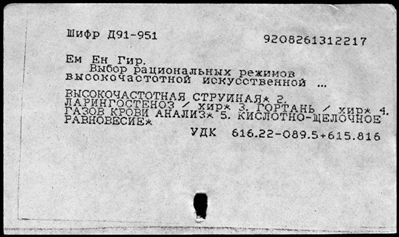 Шифр Д91-951 9208261312217
Ем Ен Гир.
Выбор рациональных режимов
высокочастотной искусственной ...
ВЫСОКОЧАСТОТНАЯ СТРУЙНАЯ* 2.
ЛАРИНГОСТЕНОЗ / хир* 3. ГОРТАНЬ / хир* 4.
ГАЗОВ КРОВИ АНАЛИЗ* 5. КИСЛОТНО-ЩЕЛОЧНОЕ
РАВНОВЕСИЕ*
УДК 616.22-089.5+615.816